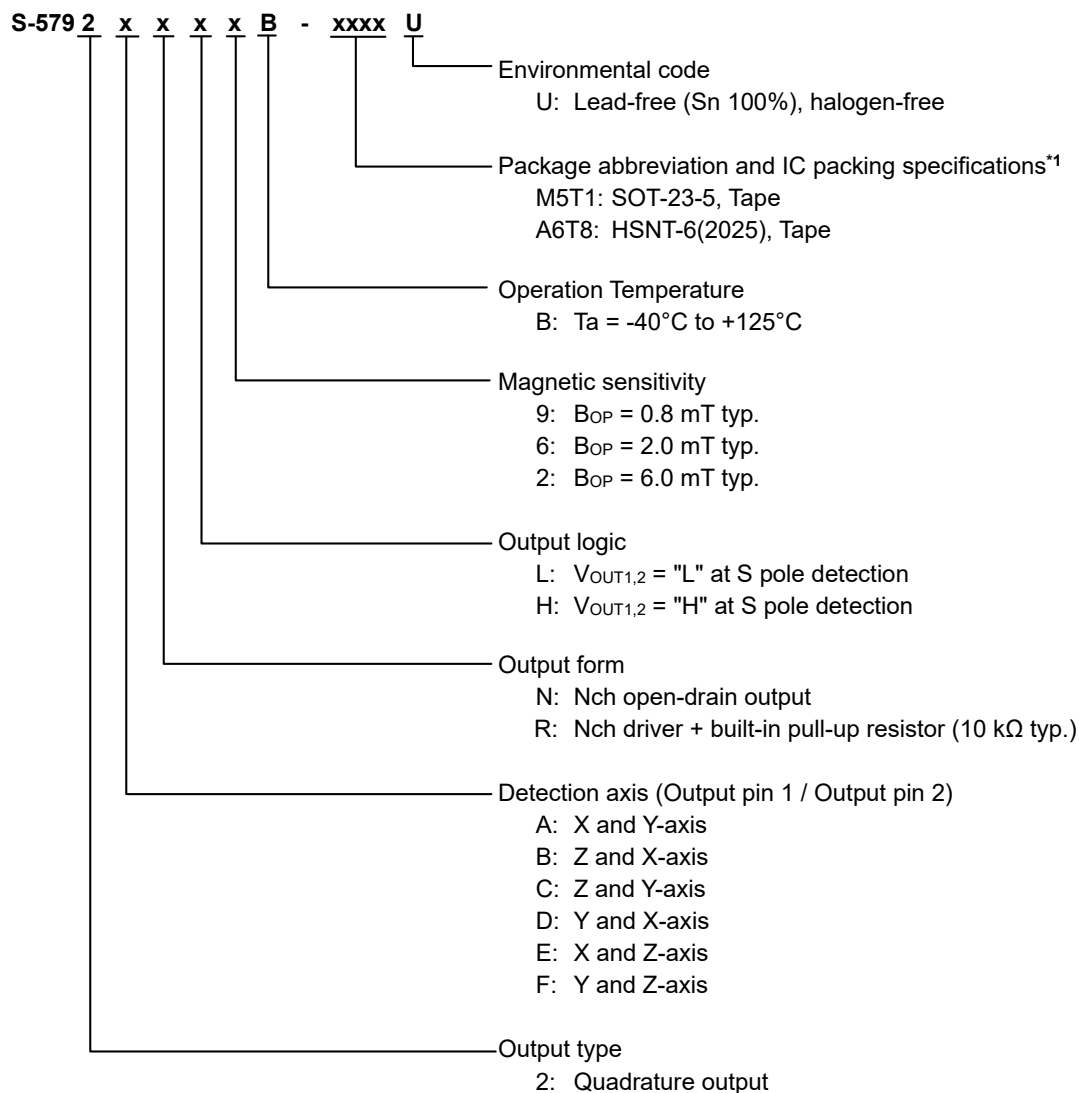 S-579 2 x x x x B - xxxx U
Environmental code
U: Lead-free (Sn 100%), halogen-free
Package abbreviation and IC packing specifications*1
M5T1: SOT-23-5, Tape
A6T8: HSNT-6(2025), Tape
Operation Temperature
B: Ta = -40°C to +125°C
Magnetic sensitivity
9: BOP = 0.8 mT typ.
6: BOP = 2.0 mT typ.
2: BOP = 6.0 mT typ.
Output logic
L: VOUT1,2 = "L" at S pole detection
H: VOUT1,2 = "H" at S pole detection
Output form
N: Nch open-drain output
R: Nch driver + built-in pull-up resistor (10 kΩ typ.)
Detection axis (Output pin 1 / Output pin 2)
A: X and Y-axis
B: Z and X-axis
C: Z and Y-axis
D: Y and X-axis
E: X and Z-axis
F: Y and Z-axis
Output type
2: Quadrature output